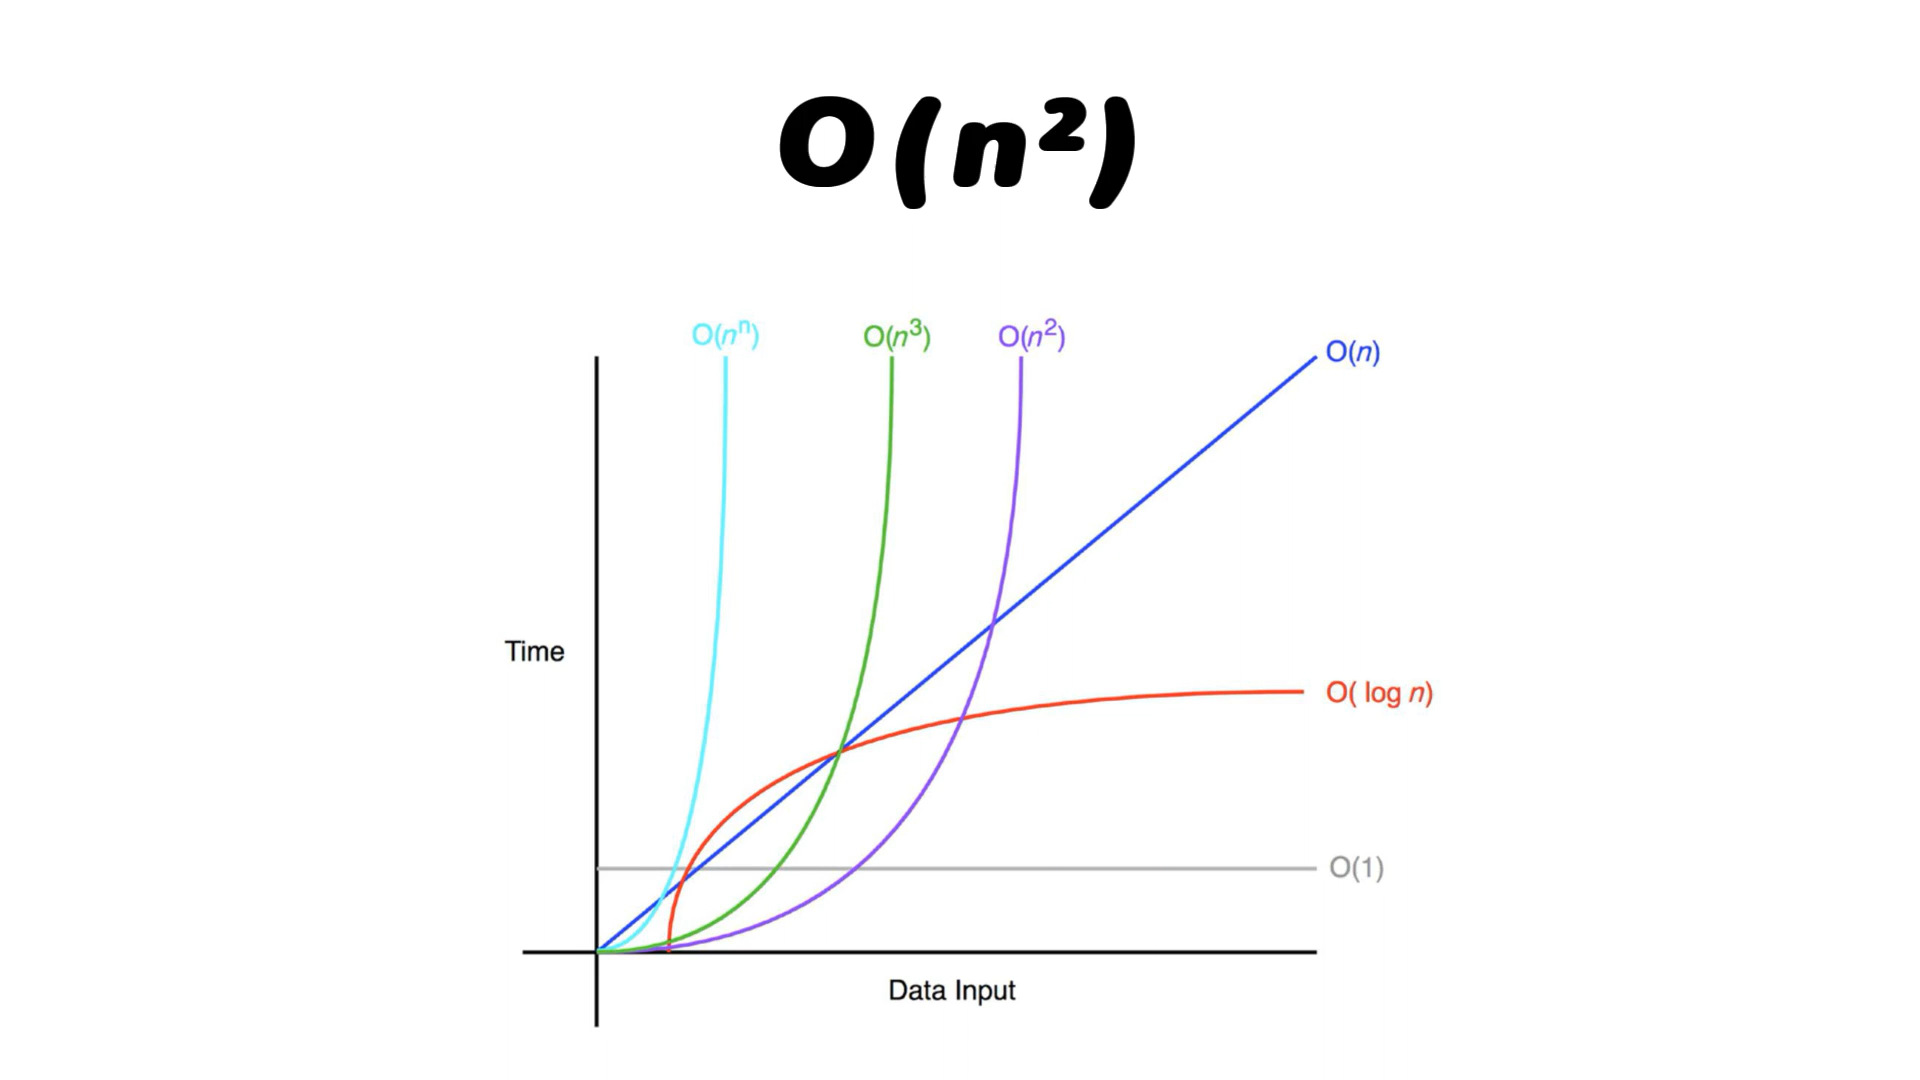 O(n²)
O(nⁿ)
O(n³)
O(n²)
O(n)
Time
O( log n)
O(1)
Data Input